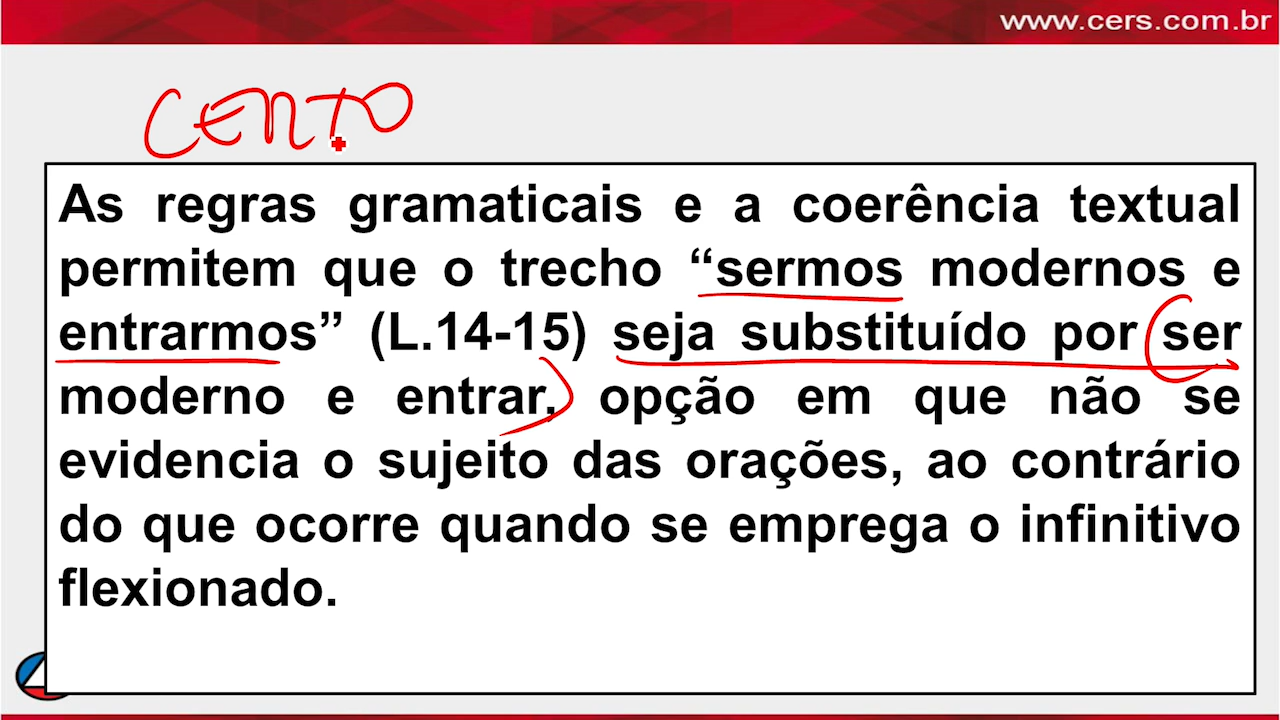 www.cers.com.br
CERTO
As regras gramaticais e a coerência textual
permitem que o trecho “sermos modernos e
entrarmos” (L.14-15) seja substituído por ser
moderno e entrar, opção em que não se
evidencia o sujeito das orações, ao contrário
do que ocorre quando se emprega o infinitivo
flexionado.